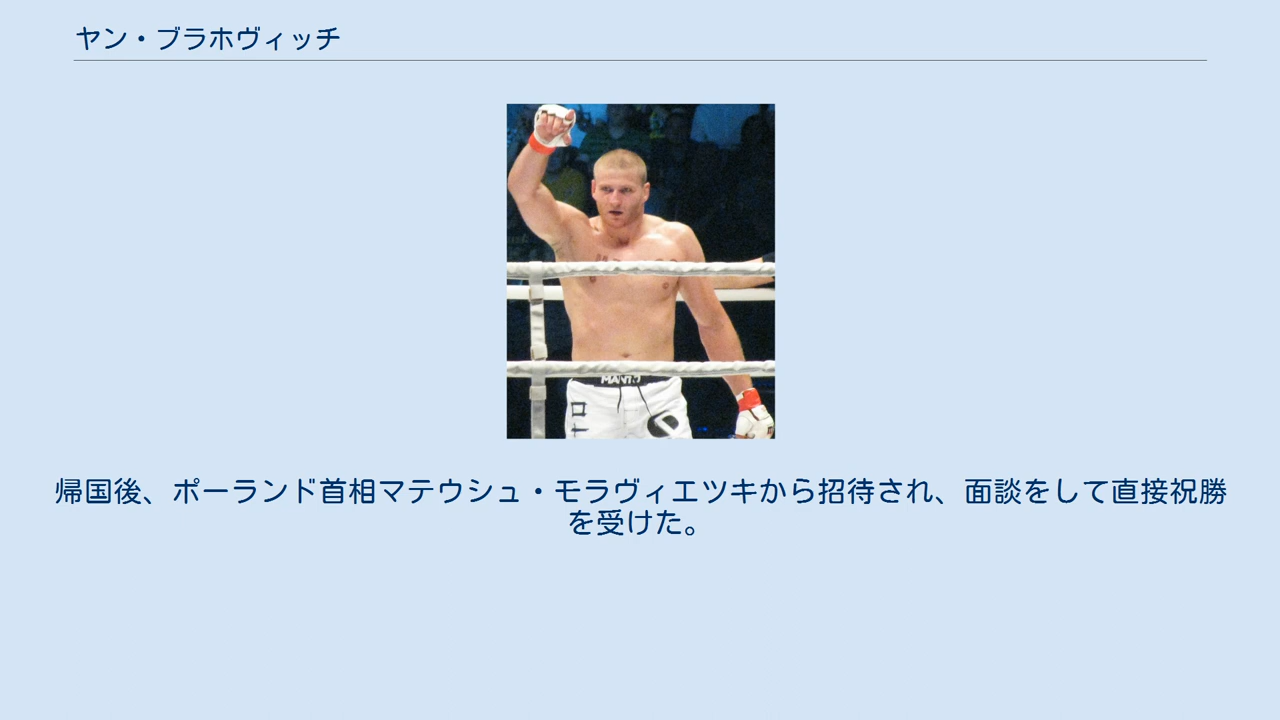 ヤン・ブラホヴィッチ
MANTO
帰国後、ポーランド首相マテウシュ・モラヴィエツキから招待され、面談をして直接祝勝
を受けた。